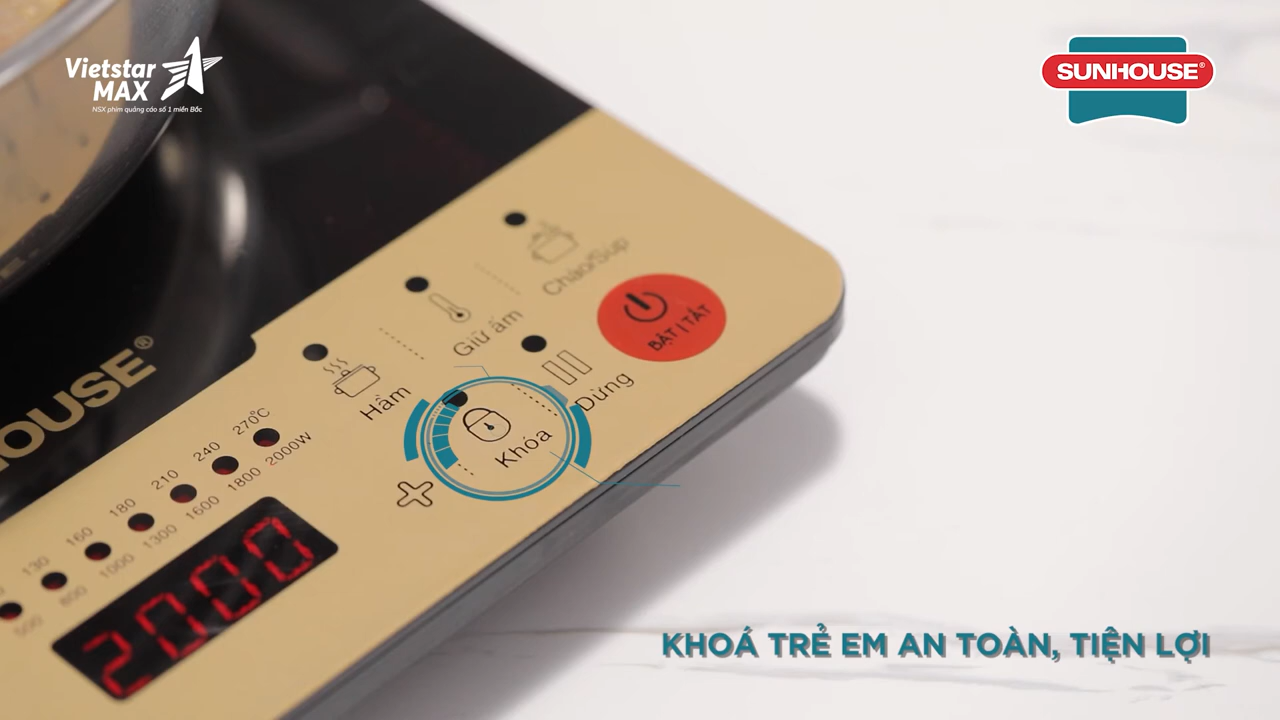 Vietstar
MAX
NSX phim quảng cáo số 1 miền Bắc
SUNHOUSE®
HOUSE®
Cháo/Súp
Giữ ấm
Hầm
BẬT | TẮT
Dừng
Khóa
130 160 180 210 240 270°C
500 800 1000 1300 1600 1800 2000W
2000
KHOÁ TRẺ EM AN TOÀN, TIỆN LỢI